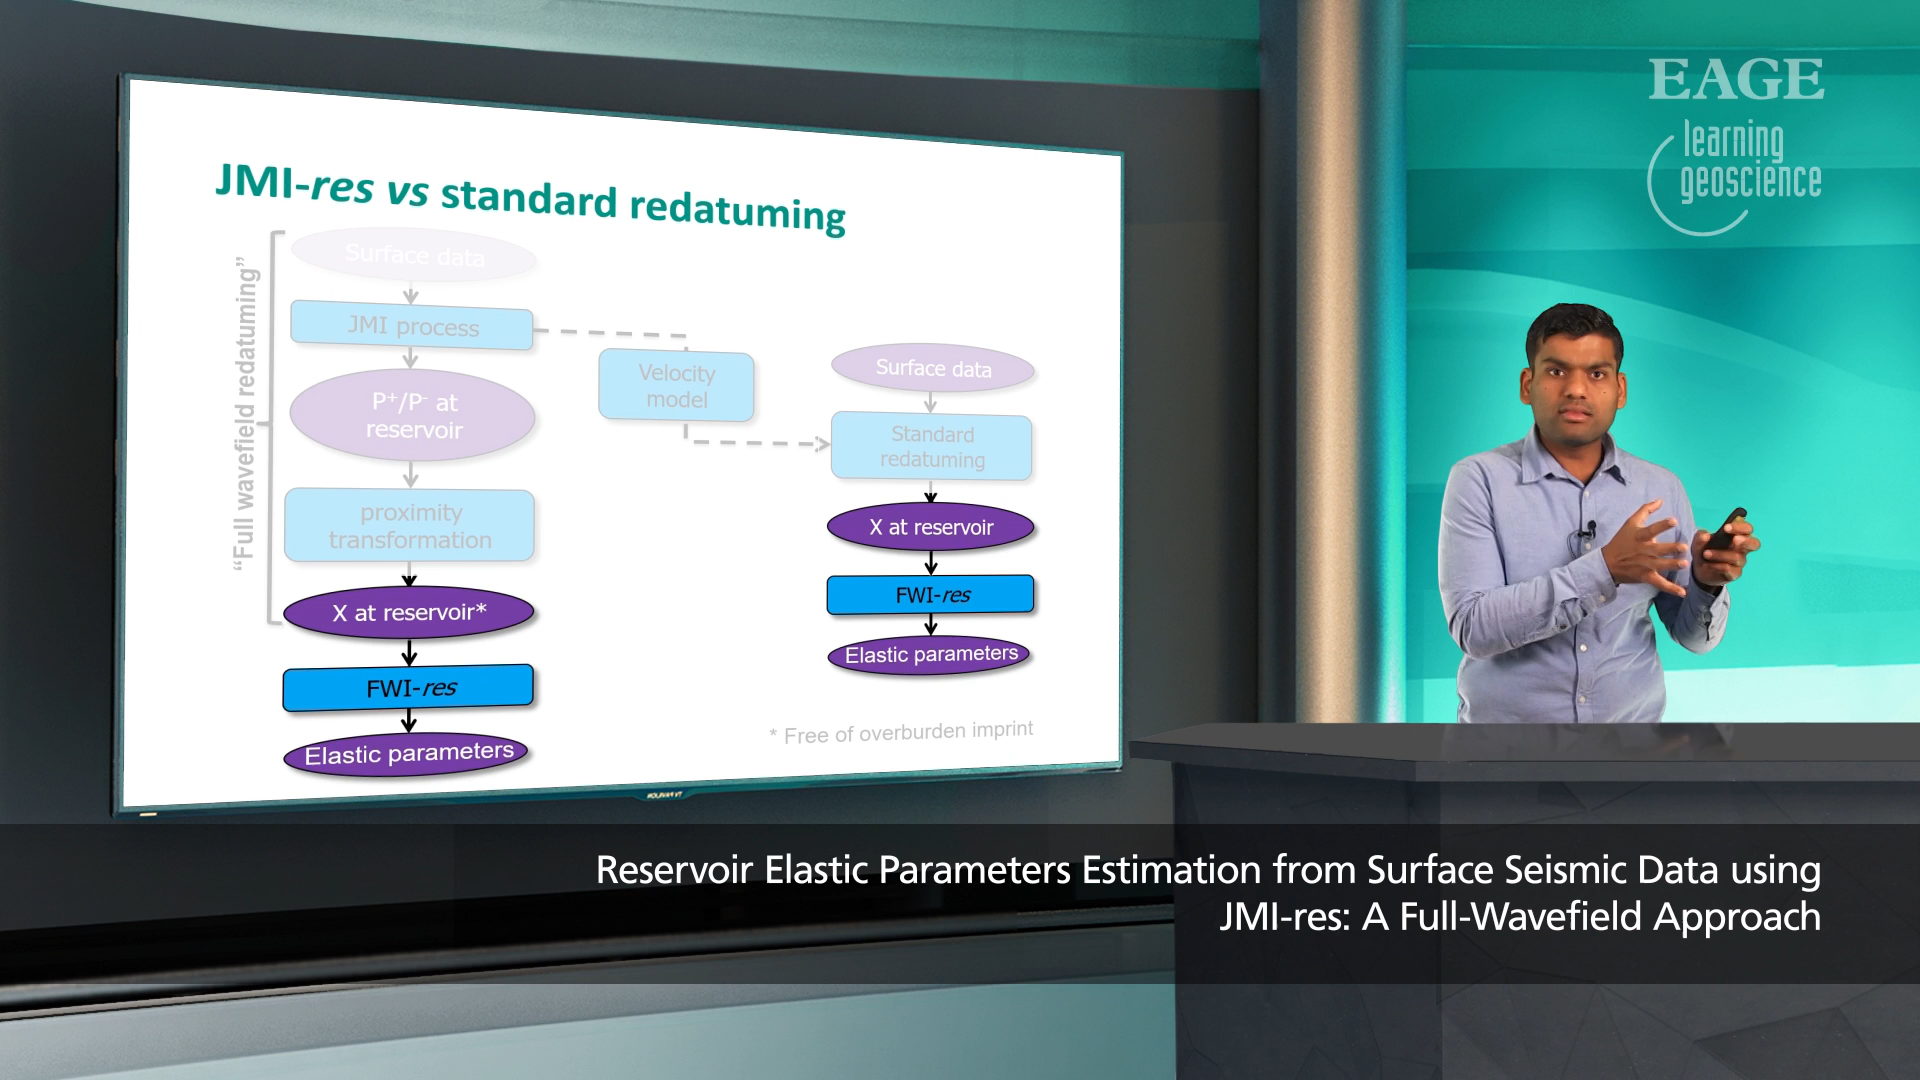 EAGE
learning
geoscience
JMI-res vs standard redatuming
"Full wavefield redatuming"
Surface data
JMI process
P+/P- at
reservoir
proximity
transformation
X at reservoir*
FWI-res
Elastic parameters
Velocity
model
Surface data
Standard
redatuming
X at reservoir
FWI-res
Elastic parameters
* Free of overburden imprint
Reservoir Elastic Parameters Estimation from Surface Seismic Data using
JMI-res: A Full-Wavefield Approach